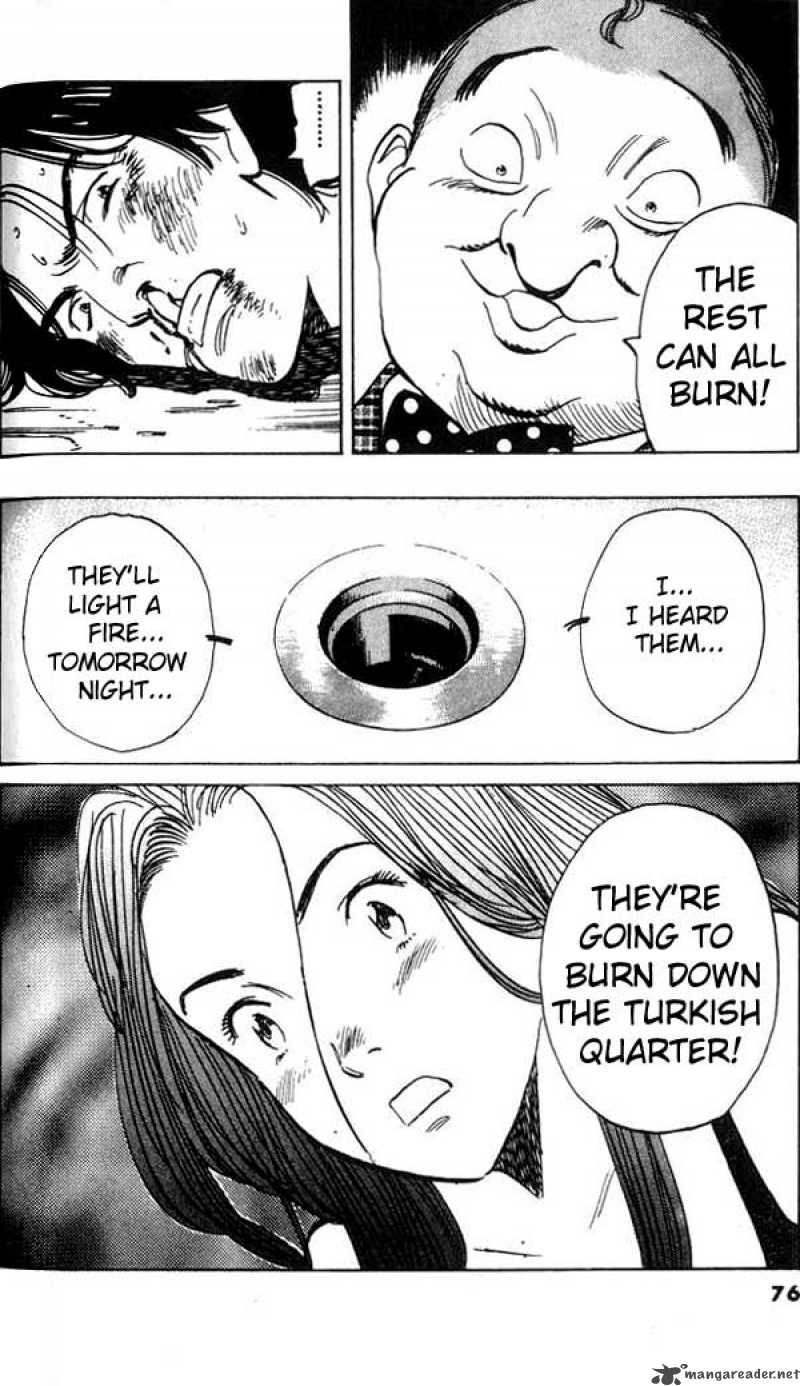 THE
REST
CAN ALL
BURN!
..........
I...
I HEARD
THEM...
THEY'LL
LIGHT A
FIRE...
TOMORROW
NIGHT...
THEY'RE
GOING TO
BURN DOWN
THE TURKISH
QUARTER!
76
mangareader.net